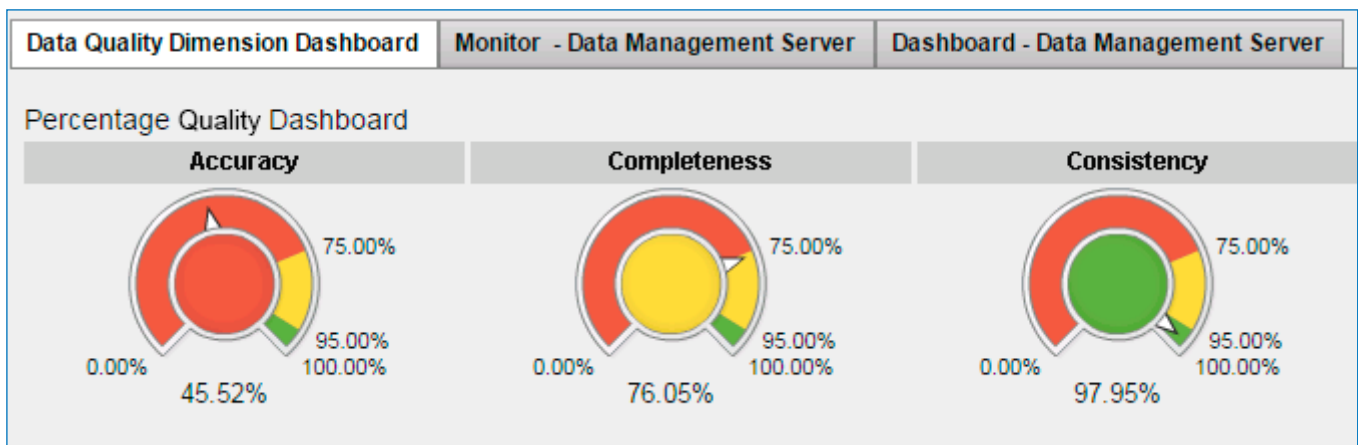 Data Quality Dimension Dashboard
Monitor - Data Management Server
Dashboard - Data Management Server
Percentage Quality Dashboard
Accuracy
75.00%
95.00%
0.00%
100.00%
45.52%
Completeness
75.00%
95.00%
0.00%
100.00%
76.05%
Consistency
75.00%
95.00%
0.00%
100.00%
97.95%